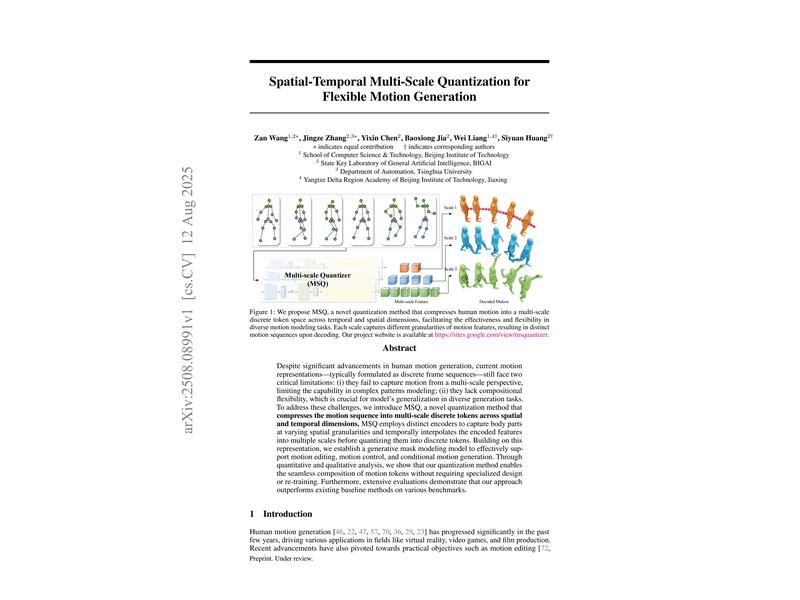 arXiv:2508.08991v1 [cs.CV] 12 Aug 2025
Spatial-Temporal Multi-Scale Quantization for
Flexible Motion Generation
Zan Wang1,2*, Jingze Zhang2,3*, Yixin Chen2, Baoxiong Jia2, Wei Liang1,4†, Siyuan Huang2†
* indicates equal contribution † indicates corresponding authors
1 School of Computer Science & Technology, Beijing Institute of Technology
2 State Key Laboratory of General Artificial Intelligence, BIGAI
3 Department of Automation, Tsinghua University
4 Yangtze Delta Region Academy of Beijing Institute of Technology, Jiaxing
Scale 1
Scale 2
Scale 3
Multi-scale Quantizer
(MSQ)
Multi-scale Feature
Decoded Motion
Figure 1: We propose MSQ, a novel quantization method that compresses human motion into a multi-scale
discrete token space across temporal and spatial dimensions, facilitating the effectiveness and flexibility in
diverse motion modeling tasks. Each scale captures different granularities of motion features, resulting in distinct
motion sequences upon decoding. Our project website is available at https://sites.google.com/view/msquantizer.
Abstract
Despite significant advancements in human motion generation, current motion
representations—typically formulated as discrete frame sequences—still face two
critical limitations: (i) they fail to capture motion from a multi-scale perspective,
limiting the capability in complex patterns modeling; (ii) they lack compositional
flexibility, which is crucial for model's generalization in diverse generation tasks.
To address these challenges, we introduce MSQ, a novel quantization method that
compresses the motion sequence into multi-scale discrete tokens across spatial
and temporal dimensions. MSQ employs distinct encoders to capture body parts
at varying spatial granularities and temporally interpolates the encoded features
into multiple scales before quantizing them into discrete tokens. Building on this
representation, we establish a generative mask modeling model to effectively sup-
port motion editing, motion control, and conditional motion generation. Through
quantitative and qualitative analysis, we show that our quantization method enables
the seamless composition of motion tokens without requiring specialized design
or re-training. Furthermore, extensive evaluations demonstrate that our approach
outperforms existing baseline methods on various benchmarks.
1 Introduction
Human motion generation [46, 22, 47, 57, 70, 36, 29, 23] has progressed significantly in the past
few years, driving various applications in fields like virtual reality, video games, and film production.
Recent advancements have also pivoted towards practical objectives such as motion editing [72,
Preprint. Under review.